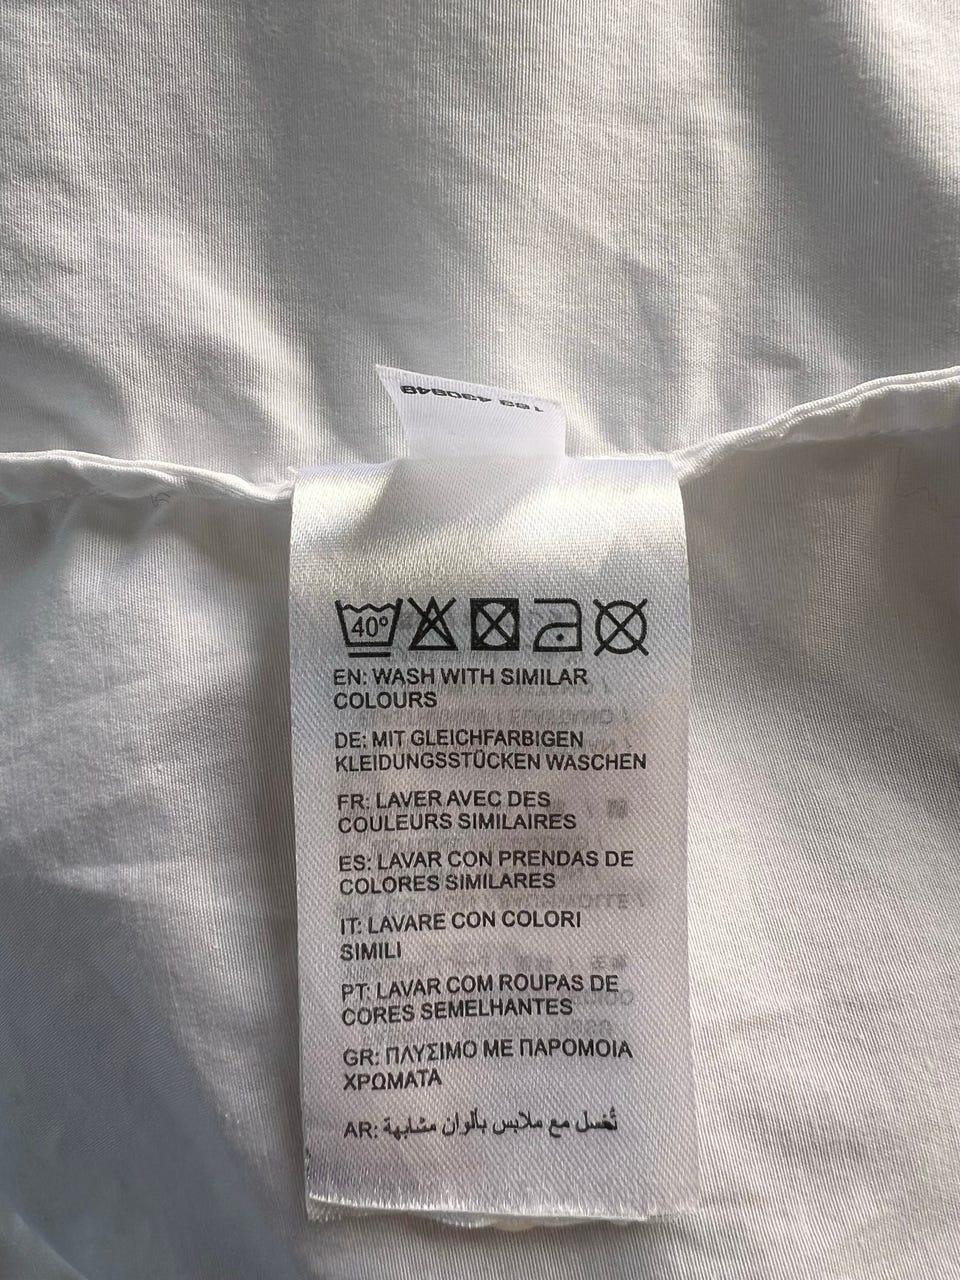 40°
EN: WASH WITH SIMILAR
COLOURS
DE: MIT GLEICHFARBIGEN
KLEIDUNGSSTÜCKEN WASCHEN
FR: LAVER AVEC DES
COULEURS SIMILAIRES
ES: LAVAR CON PRENDAS DE
COLORES SIMILARES
IT: LAVARE CON COLORI
SIMILI
PT: LAVAR COM ROUPAS DE
CORES SEMELHANTES
GR: ΠΛΥΣΙΜΟ ΜΕ ΠΑΡΟΜΟΙΑ
ΧΡΩΜΑΤΑ
AR: تُغسل مع ملابس بألوان مشابهة